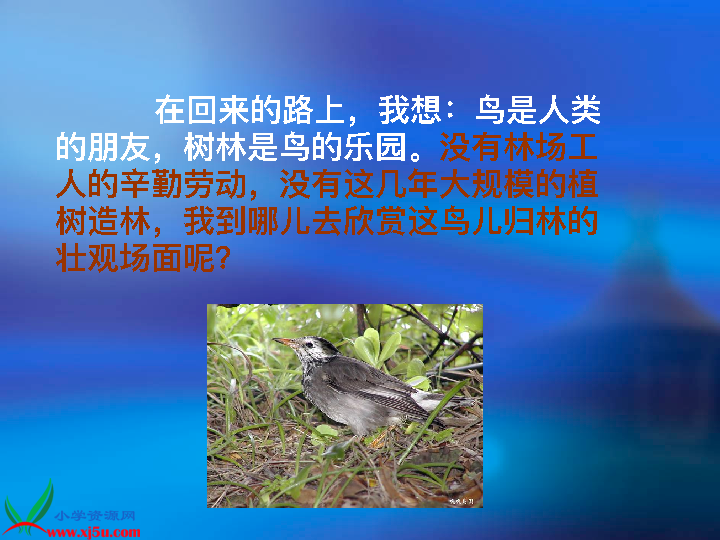 在回来的路上，我想：鸟是人类
的朋友，树林是鸟的乐园。没有林场工
人的辛勤劳动，没有这几年大规模的植
树造林，我到哪儿去欣赏这鸟儿归林的
壮观场面呢？
小学资源网
www.xj5u.com